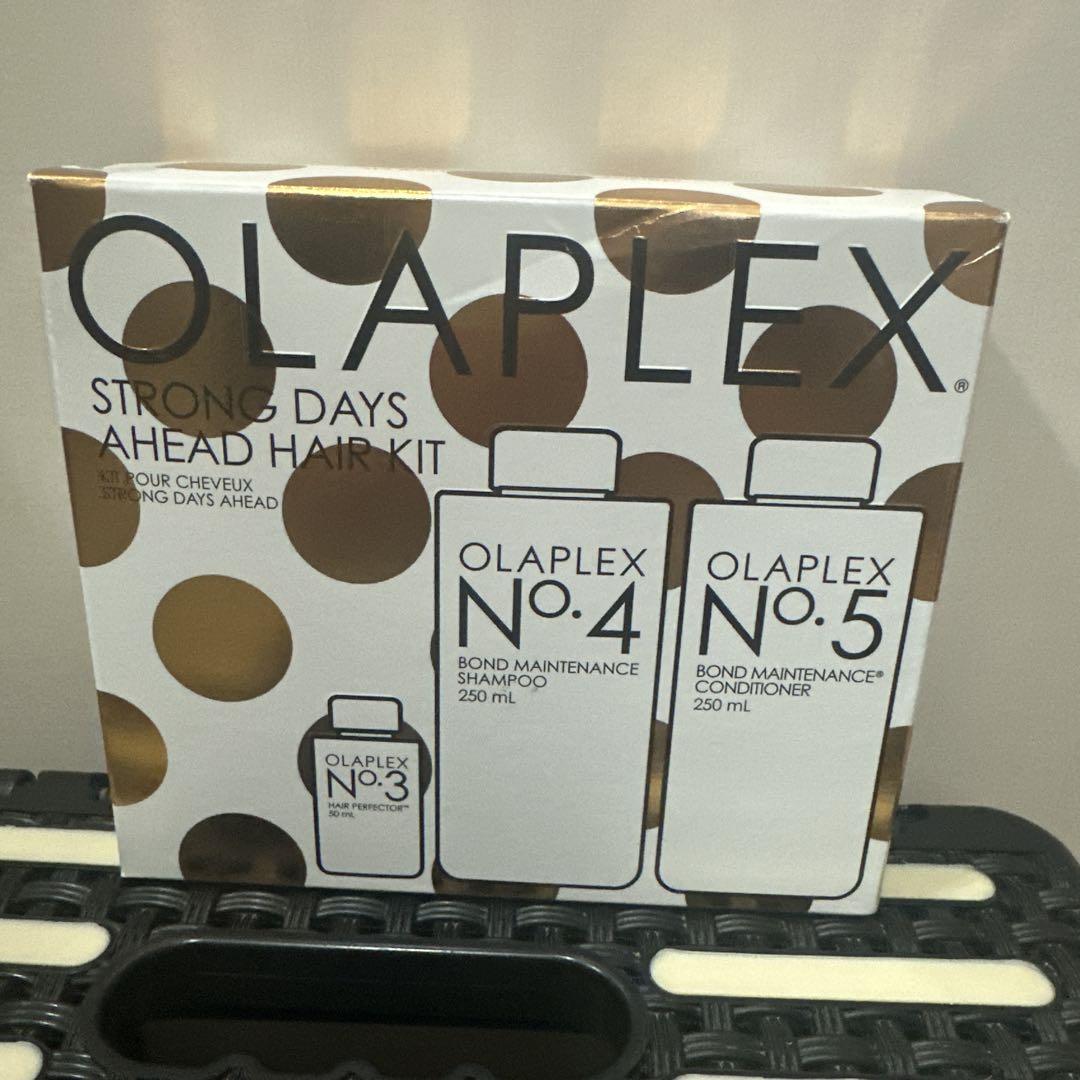 OLAPLEX®
STRONG DAYS
AHEAD HAIR KIT
KIT POUR CHEVEUX
STRONG DAYS AHEAD
OLAPLEX
Nº.3
HAIR PERFECTOR™
50 mL
OLAPLEX
Nº.4
BOND MAINTENANCE
SHAMPOO
250 mL
OLAPLEX
Nº.5
BOND MAINTENANCE®
CONDITIONER
250 mL